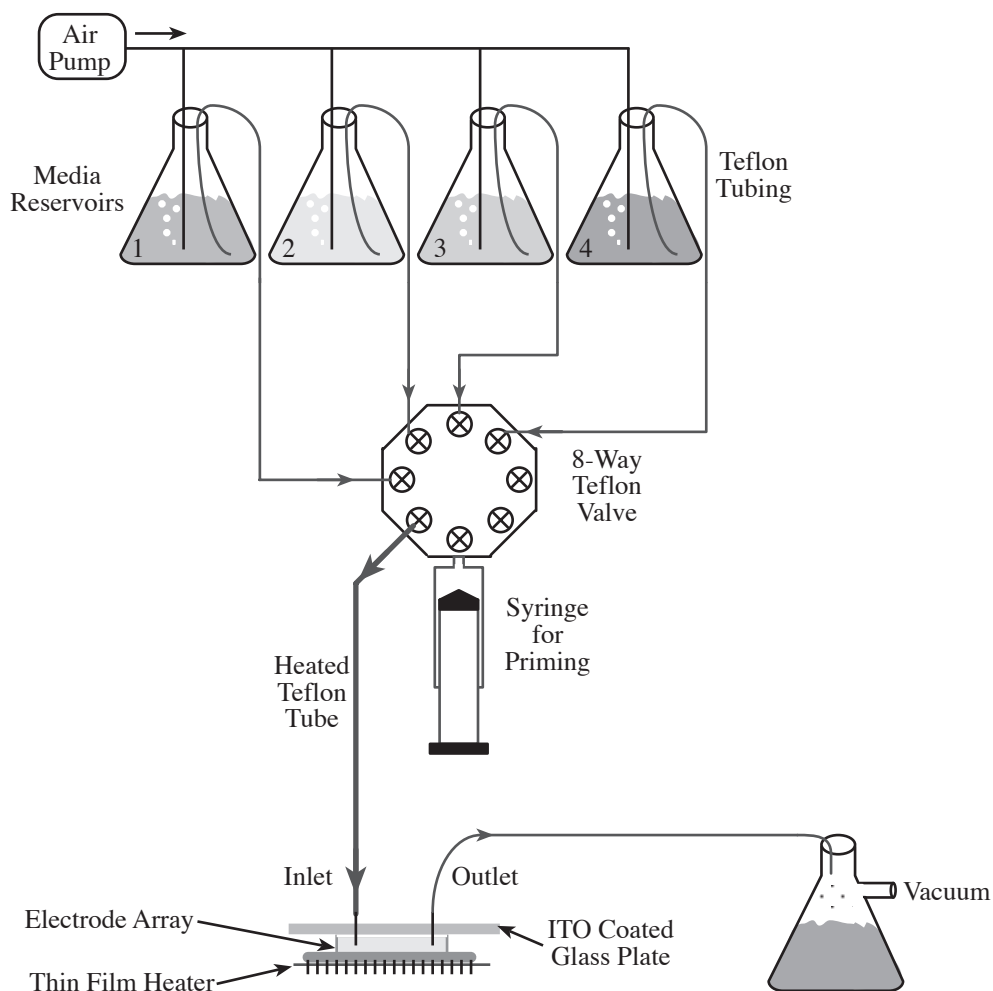 Air
Pump
Media
Reservoirs
Teflon
Tubing
1
2
3
4
8-Way
Teflon
Valve
Syringe
for
Priming
Heated
Teflon
Tube
Inlet
Outlet
Vacuum
Electrode Array
ITO Coated
Glass Plate
Thin Film Heater